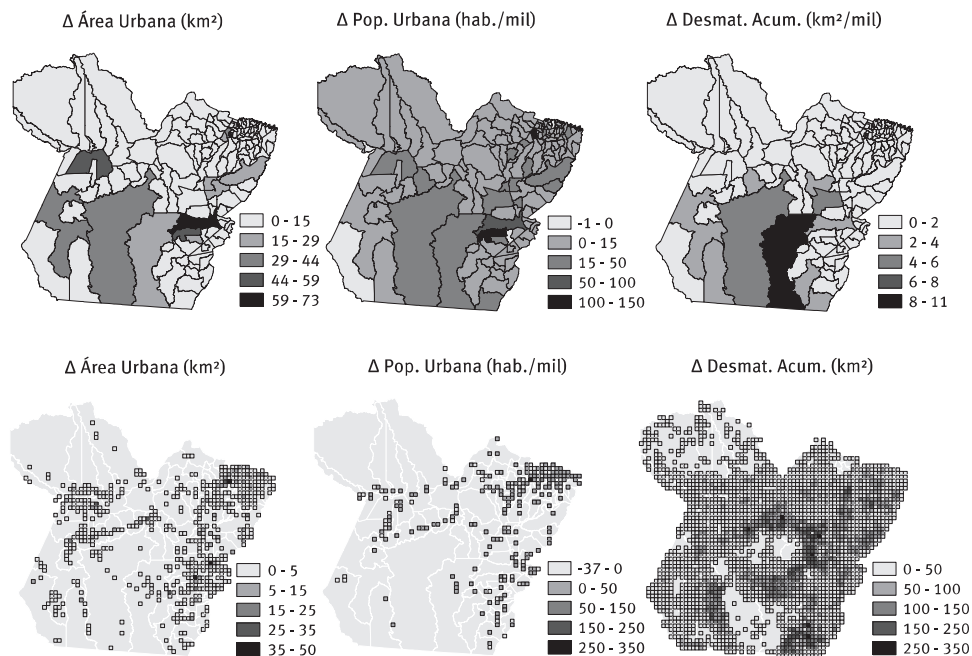 Δ Área Urbana (km²)
Δ Pop. Urbana (hab./mil)
Δ Desmat. Acum. (km²/mil)
0 - 15
15 - 29
29 - 44
44 - 59
59 - 73
-1 - 0
0 - 15
15 - 50
50 - 100
100 - 150
0 - 2
2 - 4
4 - 6
6 - 8
8 - 11
Δ Área Urbana (km²)
Δ Pop. Urbana (hab./mil)
Δ Desmat. Acum. (km²)
0 - 5
5 - 15
15 - 25
25 - 35
35 - 50
-37 - 0
0 - 50
50 - 150
150 - 250
250 - 350
0 - 50
50 - 100
100 - 150
150 - 250
250 - 350